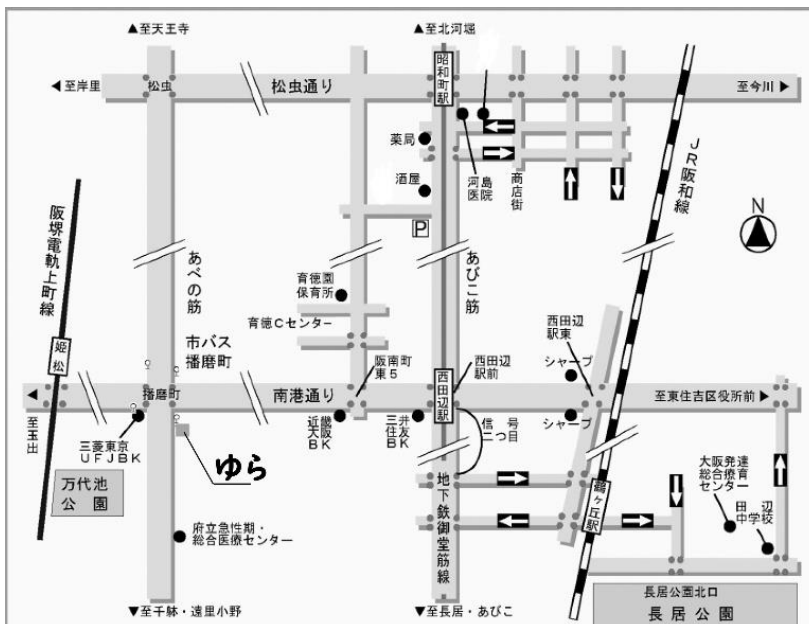 ▲至天王寺
▲至北河堀
◀至岸里
松虫
松虫通り
昭和町駅
至今川▶
薬局
酒屋
河島
医院
商店街
JR阪和線
N
P
阪堺電軌上町線
あべの筋
あびこ筋
育徳園
保育所
育徳Cセンター
市バス
播磨町
姫松
阪南町
東5
西田辺
駅前
西田辺
駅東
シャープ
◀
至玉出
播磨町
南港通り
西田辺駅
至東住吉区役所前▶
三菱東京
UFJBK
近畿
大阪
BK
三井
住友
BK
信号
二つ目
シャープ
ゆら
万代池
公園
地下鉄御堂筋線
鶴ヶ丘駅
大阪発達
総合療育
センター
田辺
中学校
府立急性期・
総合医療センター
長居公園北口
長居公園
▼至千躰・遠里小野
▼至長居・あびこ